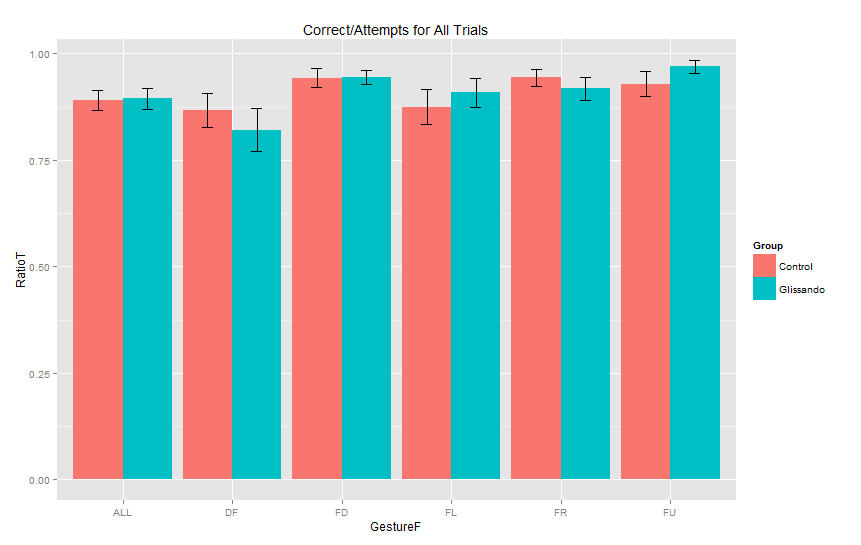 Correct/Attempts for All Trials
1.00
0.75
0.50
0.25
0.00
RatioT
ALL DF FD FL FR FU
GestureF
Group
Control
Glissando